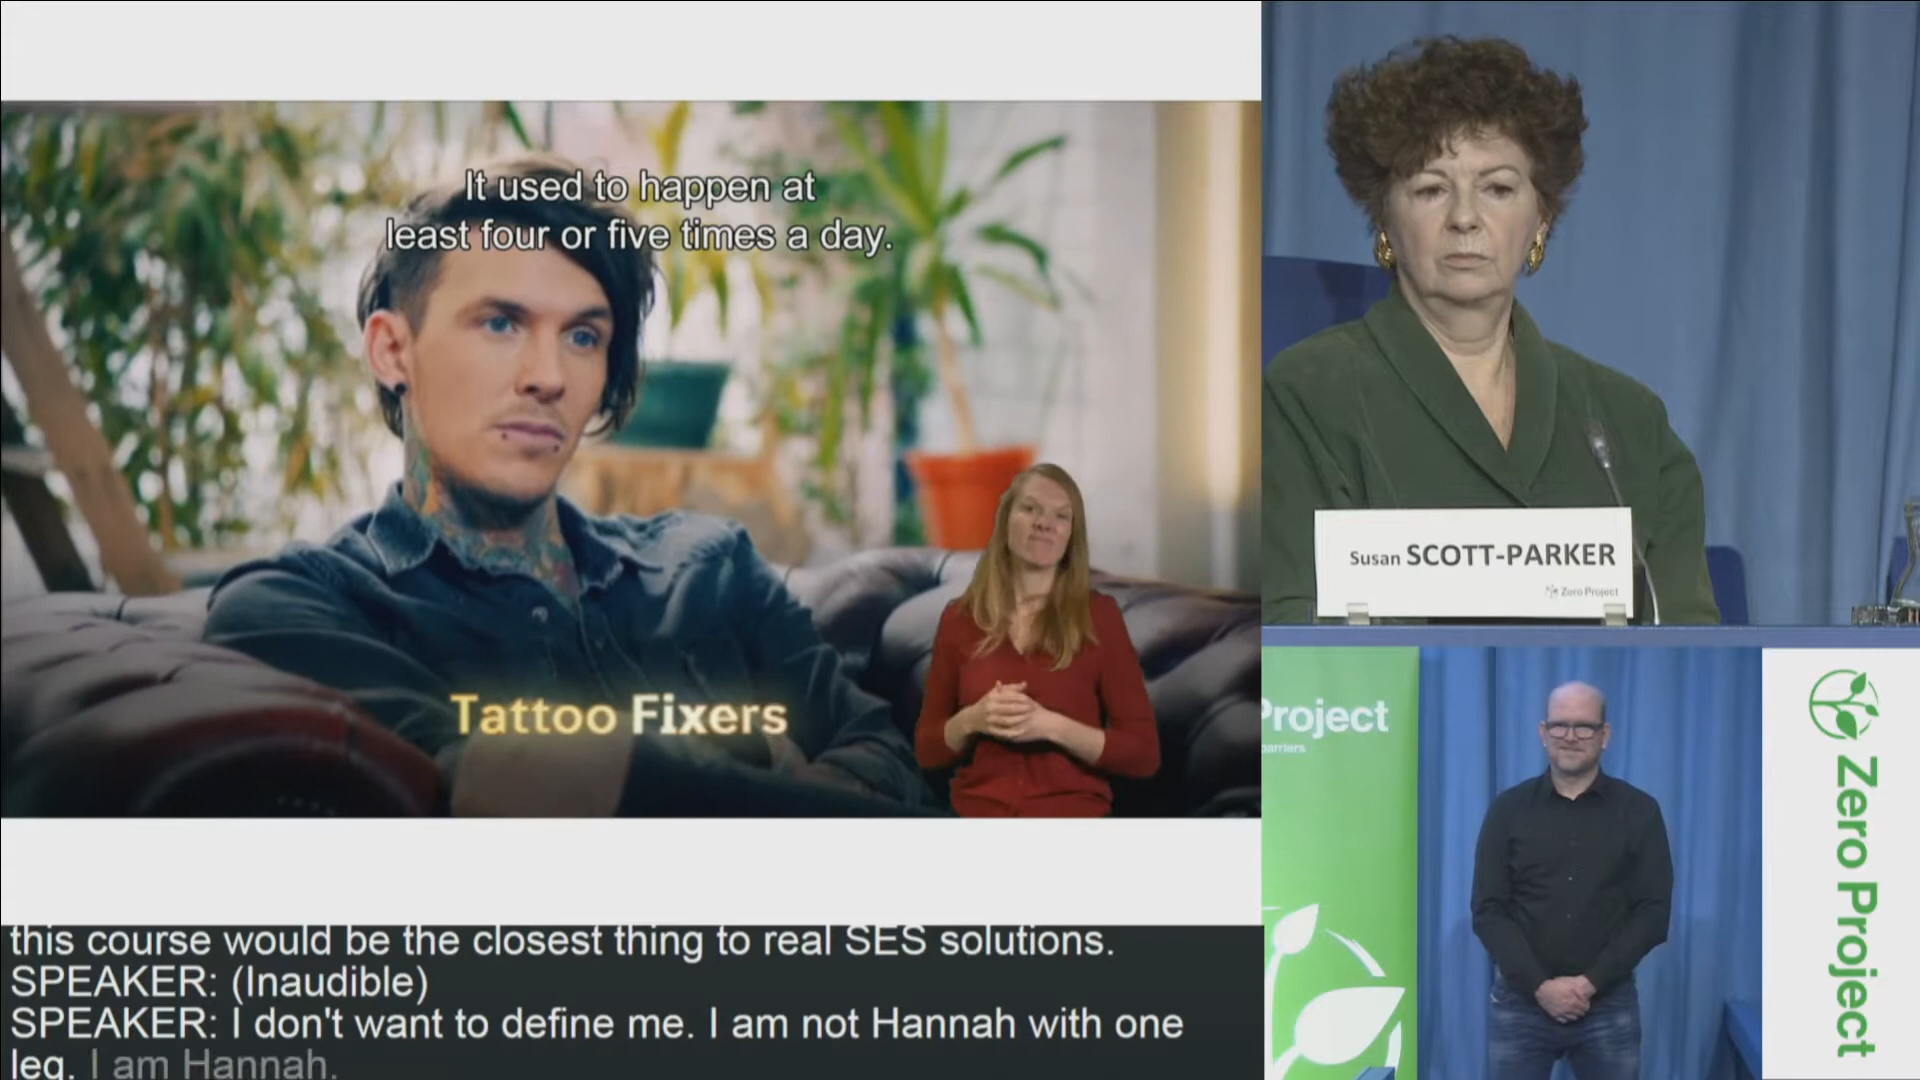 It used to happen at
least four or five times a day.
Tattoo Fixers
this course would be the closest thing to real SES solutions.
SPEAKER: (Inaudible)
SPEAKER: I don't want to define me. I am not Hannah with one
leg. I am Hannah.
Susan SCOTT-PARKER
Zero Project
Project
barriers
Zero Project